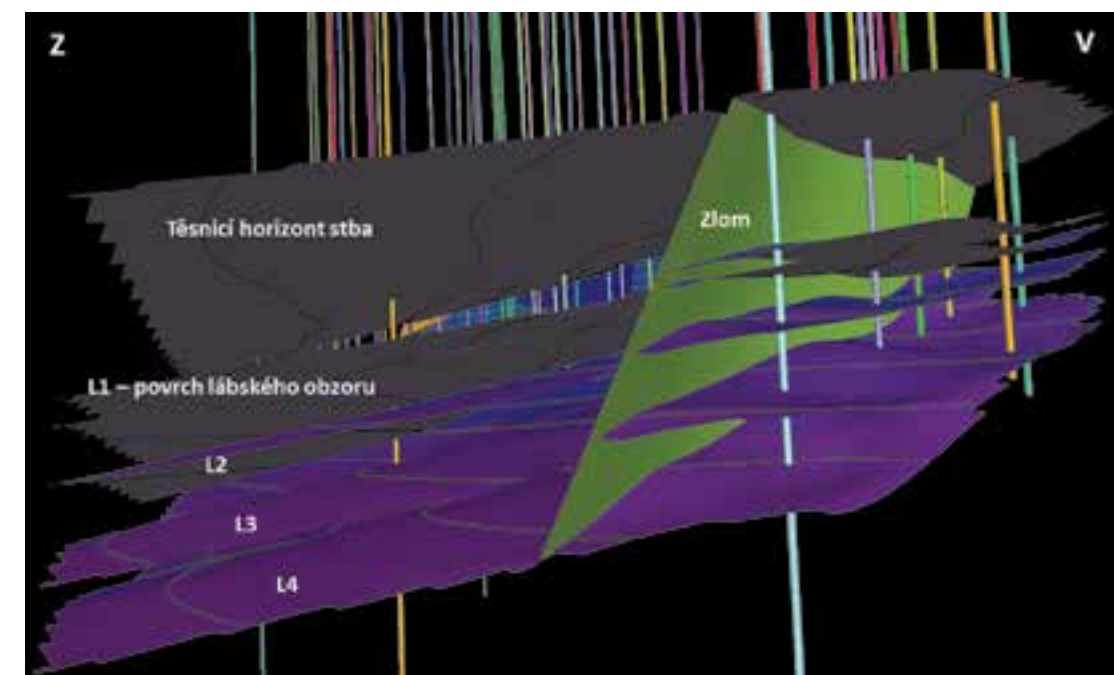 Z
V
Těsnicí horizont stba
Zlom
L1 – povrch lábského obzoru
L2
L3
L4